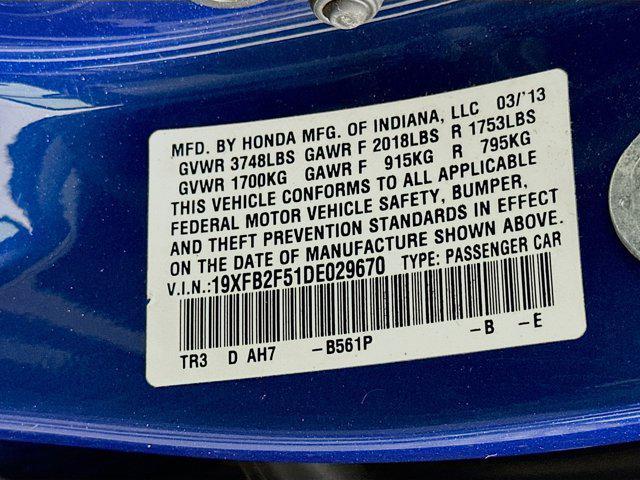 MFD. BY HONDA MFG. OF INDIANA, LLC 03/'13
GVWR 3748LBS GAWR F 2018LBS R 1753LBS
GVWR 1700KG GAWR F 915KG R 795KG
THIS VEHICLE CONFORMS TO ALL APPLICABLE
FEDERAL MOTOR VEHICLE SAFETY, BUMPER,
AND THEFT PREVENTION STANDARDS IN EFFECT
ON THE DATE OF MANUFACTURE SHOWN ABOVE.
V.I.N.:19XFB2F51DE029670 TYPE: PASSENGER CAR
TR3 D AH7 -B561P -B -E